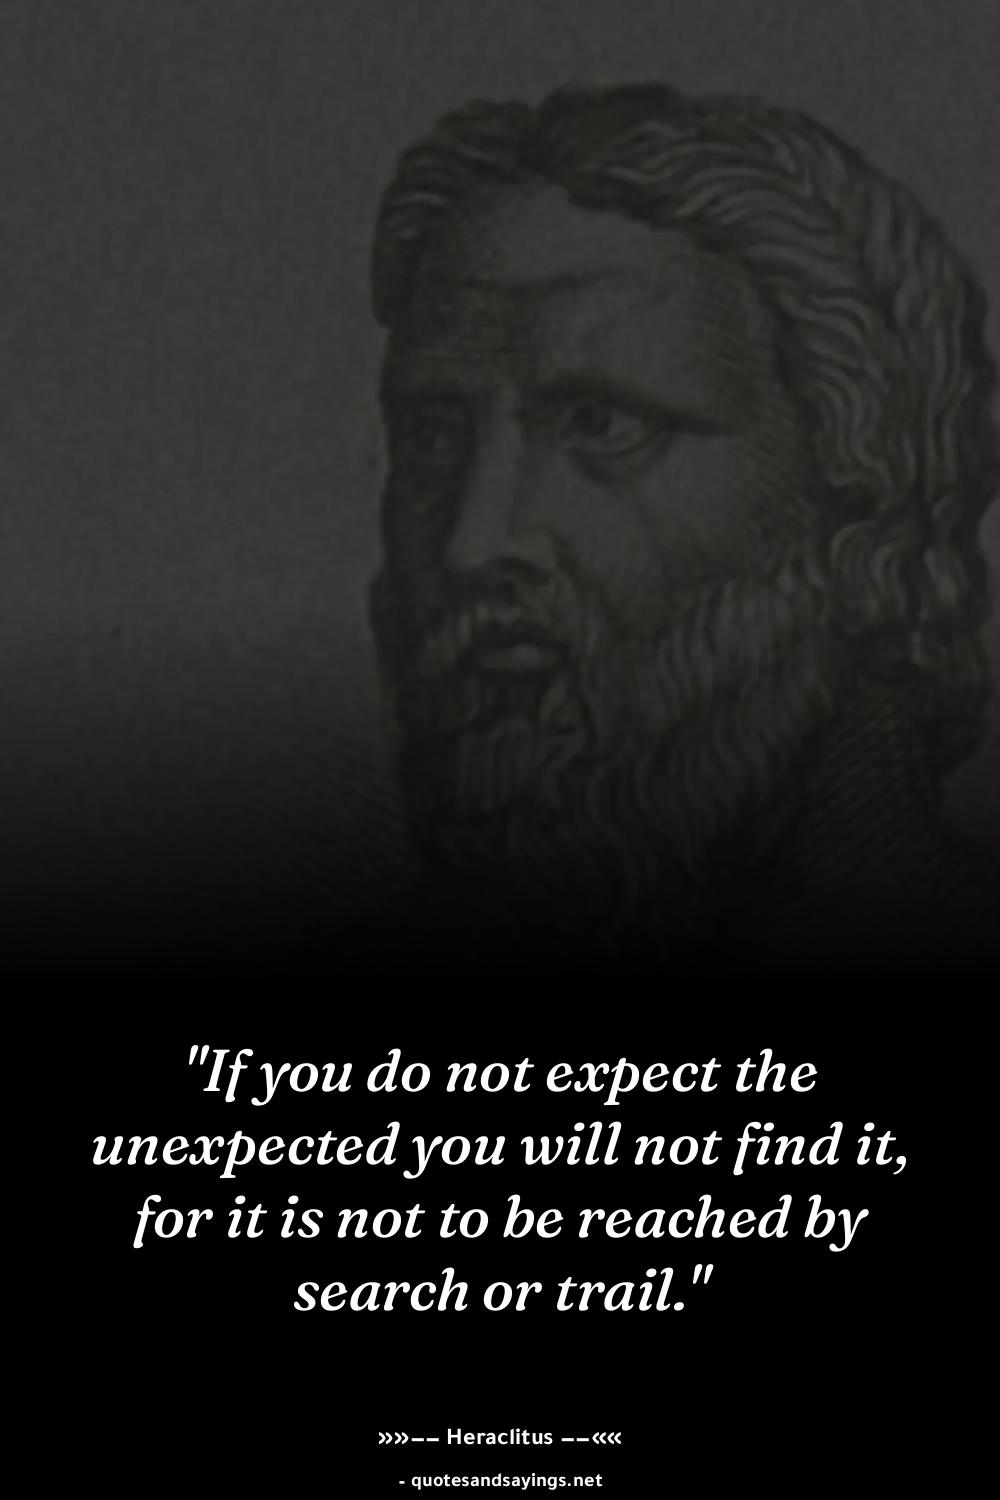 "If you do not expect the
unexpected you will not find it,
for it is not to be reached by
search or trail."
»»–– Heraclitus ––««
- quotesandsayings.net